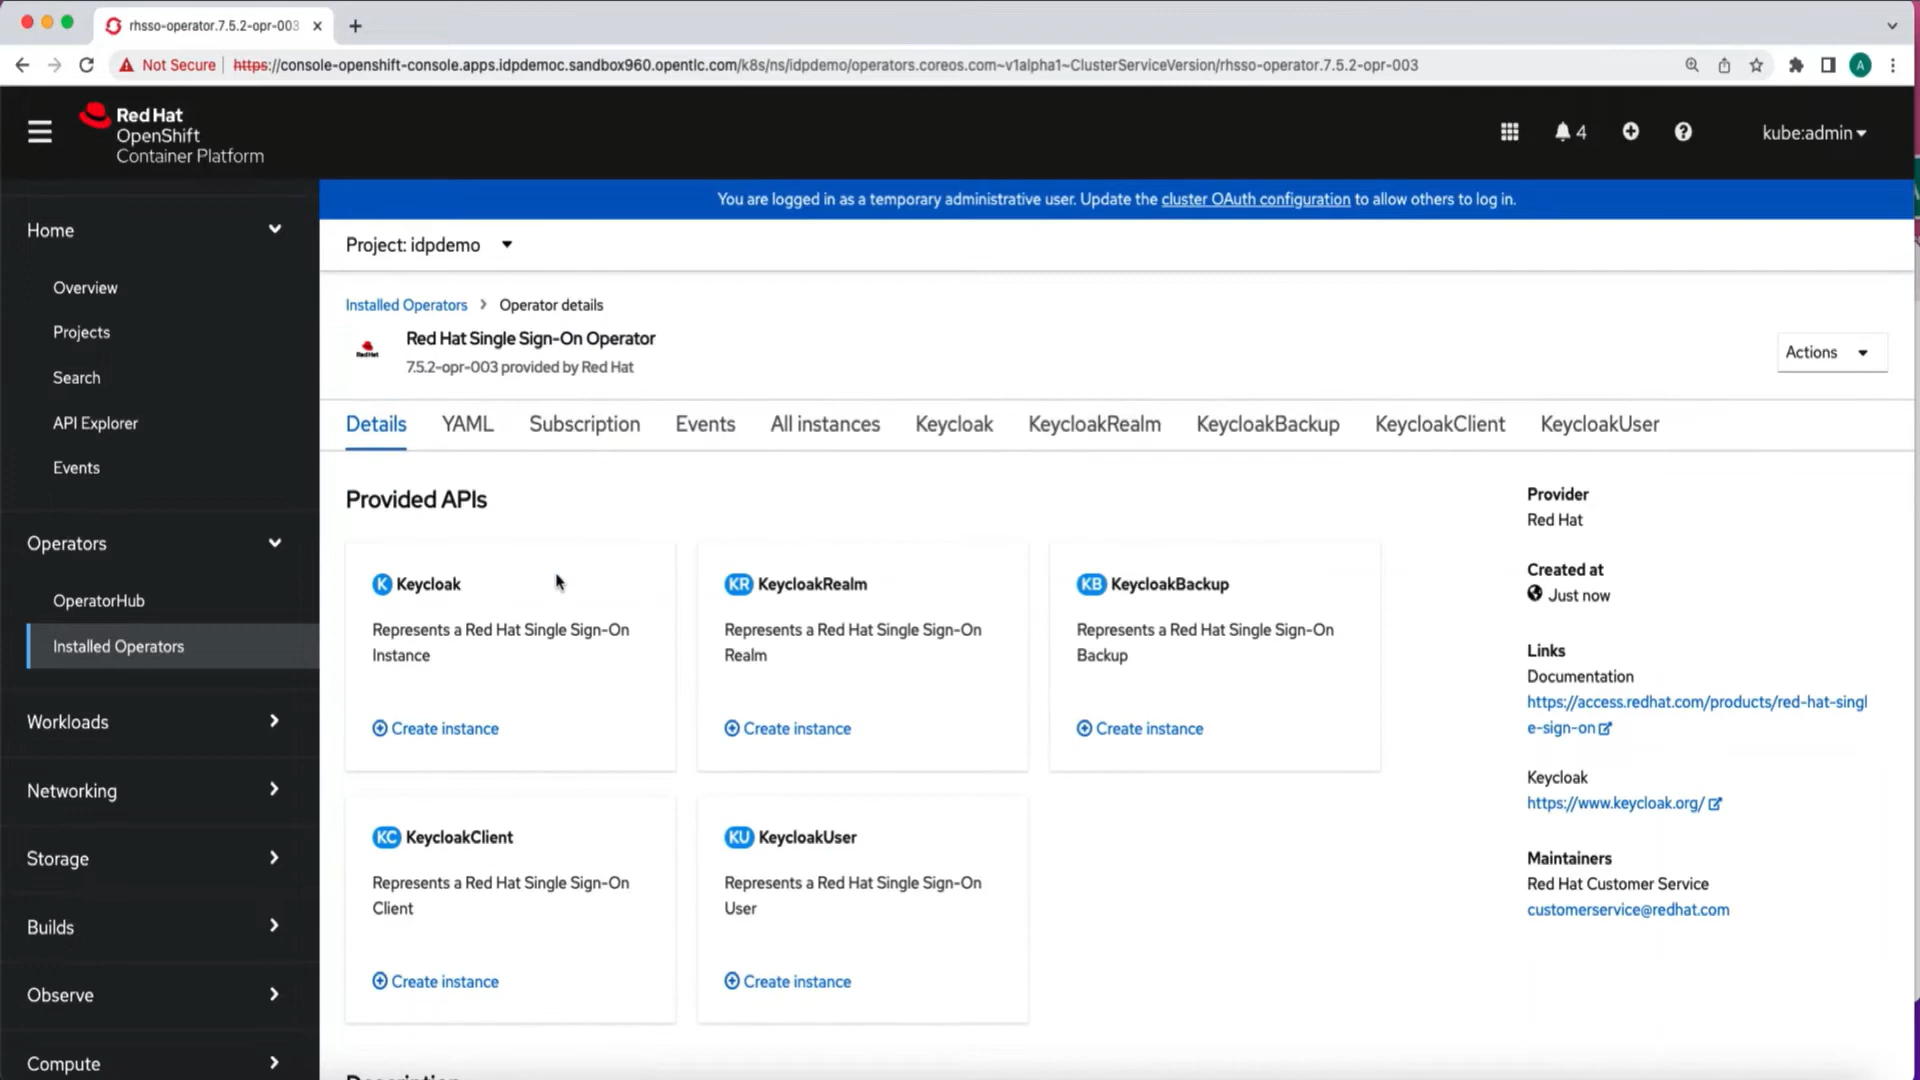 rhsso-operator.7.5.2-opr-003
Not Secure https://console-openshift-console.apps.idpdemoc.sandbox960.opentlc.com/k8s/ns/idpdemo/operators.coreos.com~v1alpha1~ClusterServiceVersion/rhsso-operator.7.5.2-opr-003
A
Red Hat
OpenShift
Container Platform
4
kube:admin
You are logged in as a temporary administrative user. Update the cluster OAuth configuration to allow others to log in.
Home
Overview
Projects
Search
API Explorer
Events
Operators
OperatorHub
Installed Operators
Workloads
Networking
Storage
Builds
Observe
Compute
Project: idpdemo
Installed Operators > Operator details
Red Hat
Red Hat Single Sign-On Operator
7.5.2-opr-003 provided by Red Hat
Actions
Details YAML Subscription Events All instances Keycloak KeycloakRealm KeycloakBackup KeycloakClient KeycloakUser
Provided APIs
K Keycloak
Represents a Red Hat Single Sign-On
Instance
Create instance
KR KeycloakRealm
Represents a Red Hat Single Sign-On
Realm
Create instance
KB KeycloakBackup
Represents a Red Hat Single Sign-On
Backup
Create instance
KC KeycloakClient
Represents a Red Hat Single Sign-On
Client
Create instance
KU KeycloakUser
Represents a Red Hat Single Sign-On
User
Create instance
Provider
Red Hat
Created at
Just now
Links
Documentation
https://access.redhat.com/products/red-hat-singl
e-sign-on
Keycloak
https://www.keycloak.org/
Maintainers
Red Hat Customer Service
customerservice@redhat.com